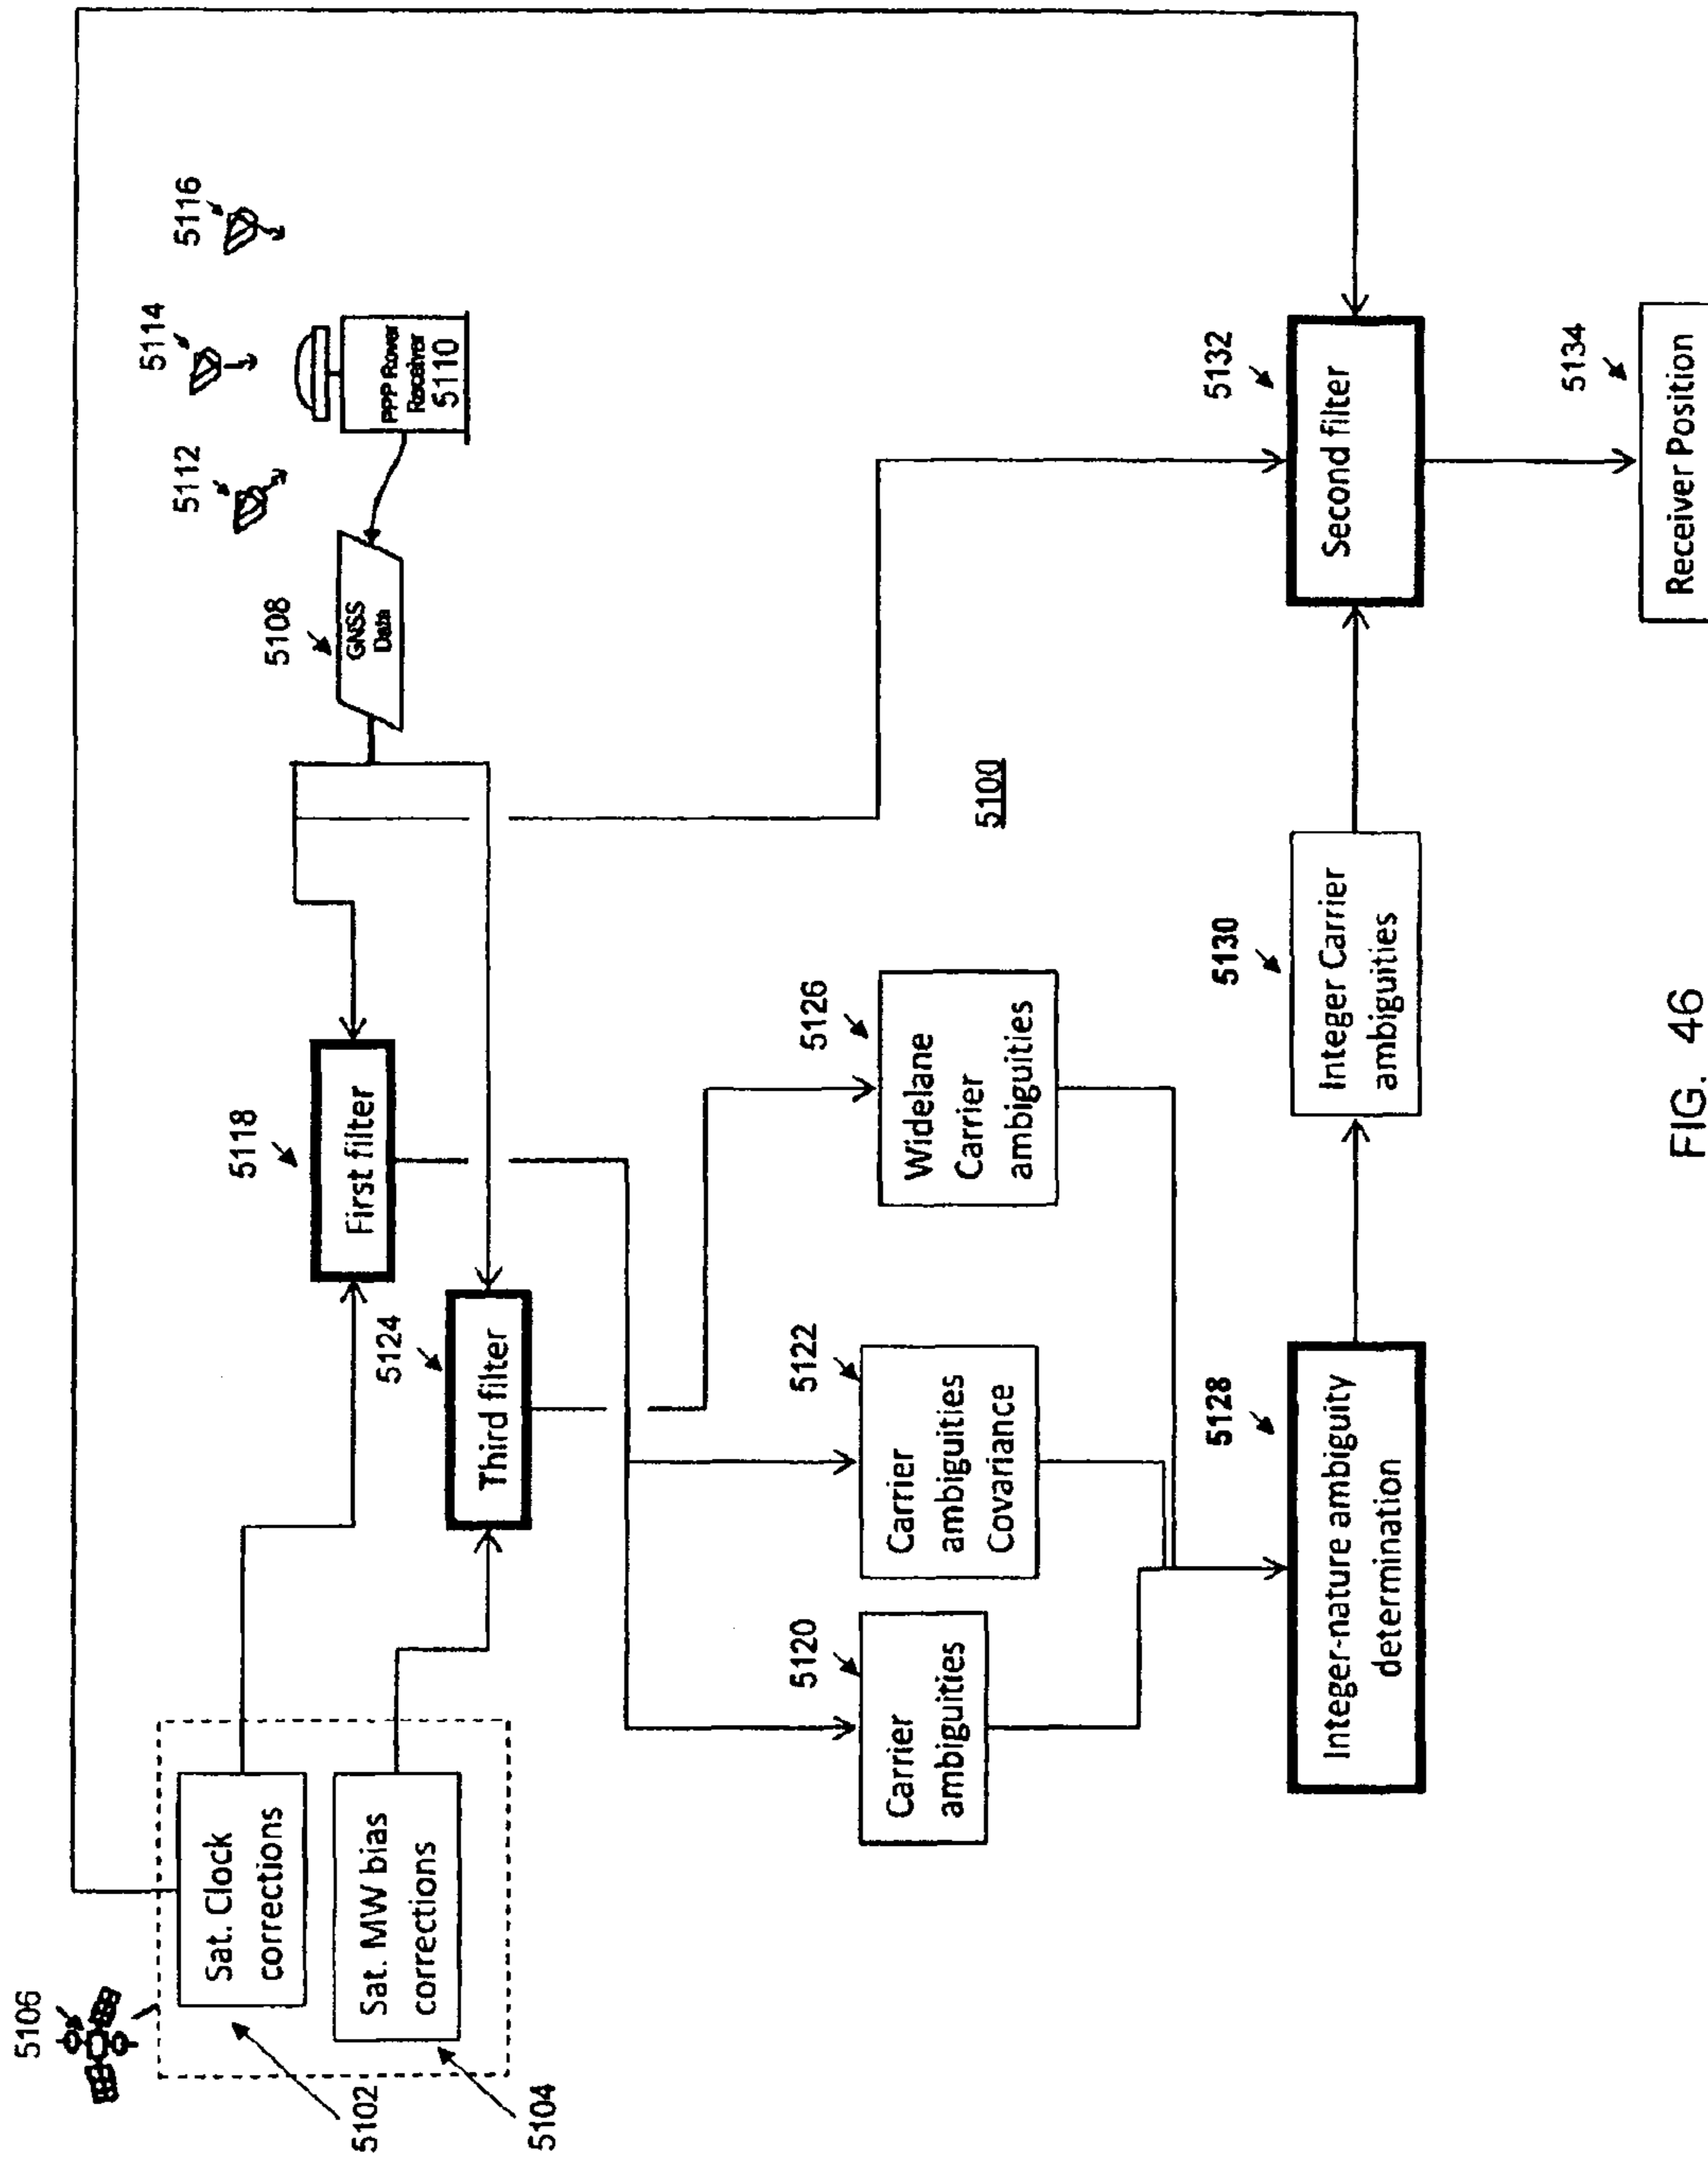 5106
Sat. Clock
corrections
Sat. MW bias
corrections
5102
5104
5118
First filter
5124
Third filter
5108
GNSS
Data
5112
5114
5116
PPP Rover
Receiver
5110
5120
Carrier
ambiguities
5122
Carrier
ambiguities
Covariance
5126
Widelane
Carrier
ambiguities
5100
5128
Integer-nature ambiguity
determination
5130
Integer Carrier
ambiguities
5132
Second filter
5134
Receiver Position
FIG. 46